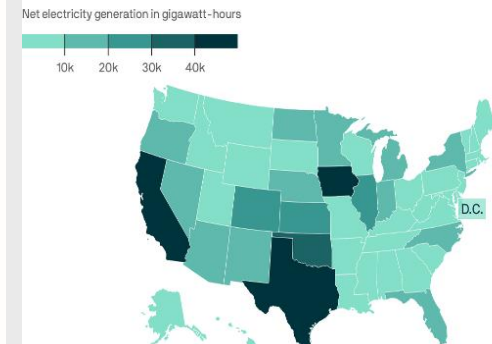 Net electricity generation in gigawatt-hours
10k 20k 30k 40k
D.C.